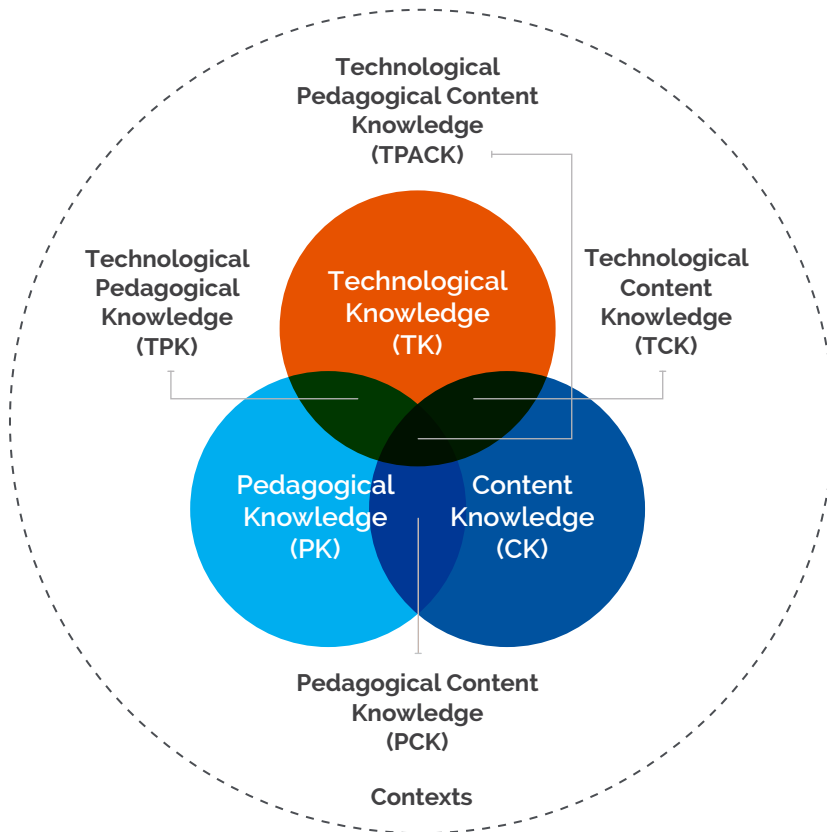 Technological
Pedagogical Content
Knowledge
(TPACK)
Technological
Pedagogical
Knowledge
(TPK)
Technological
Knowledge
(TK)
Technological
Content
Knowledge
(TCK)
Pedagogical
Knowledge
(PK)
Content
Knowledge
(CK)
Pedagogical Content
Knowledge
(PCK)
Contexts